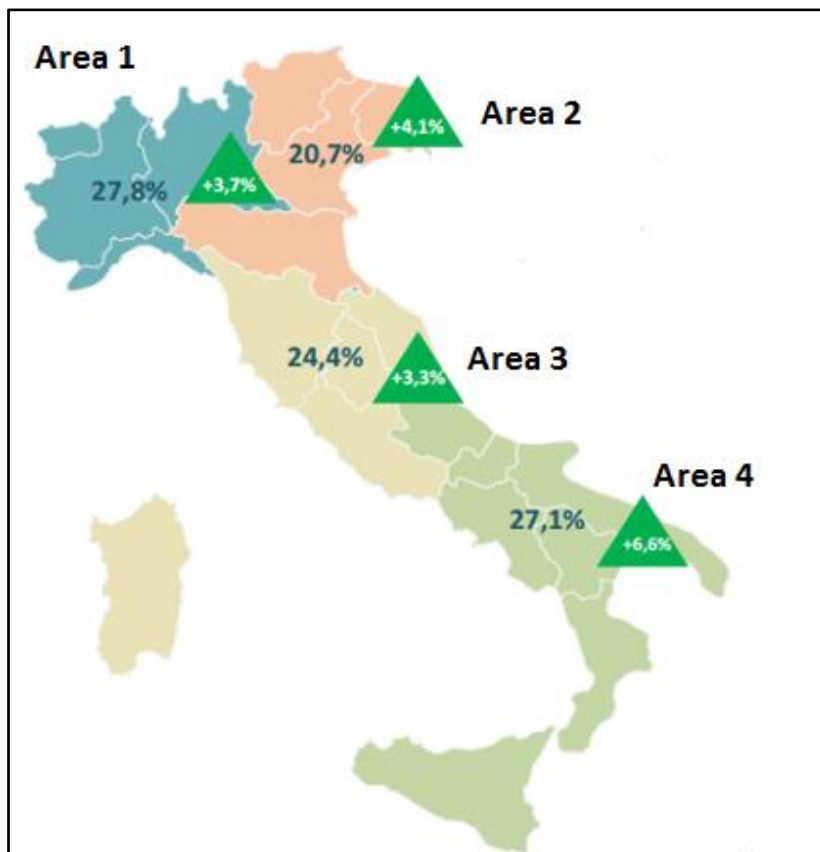 Area 1
+4,1%
Area 2
20,7%
27,8%
+3,7%
24,4%
+3,3%
Area 3
Area 4
27,1%
+6,6%